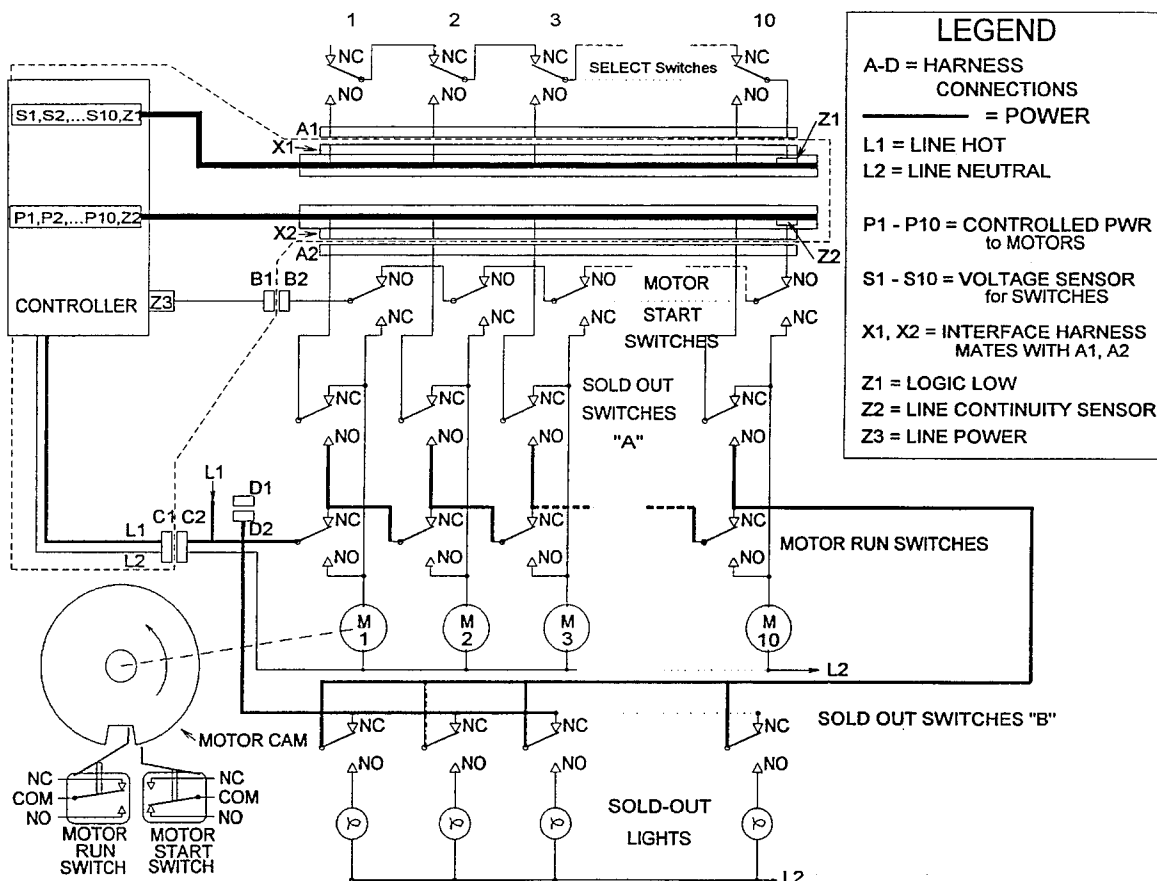 1 2 3 10
NC NC NC NC
SELECT Switches
NO NO NO NO
S1,S2,...S10,Z1
A1
X1
Z1
P1,P2,...P10,Z2
X2
A2
Z2
CONTROLLER
Z3
B1 B2
NO NO NO NO
MOTOR
START
SWITCHES
NC NC NC NC
SOLD OUT
SWITCHES
"A"
NC NC NC NC
NO NO NO NO
L1
D1
D2
C1 C2
L1
L2
NC NC NC NC
MOTOR RUN SWITCHES
NO NO NO NO
M
1
M
2
M
3
M
10
L2
SOLD OUT SWITCHES "B"
NC NC NC NC
NO NO NO NO
SOLD-OUT
LIGHTS
L2
MOTOR CAM
NC
COM
NO
MOTOR
RUN
SWITCH
NC
COM
NO
MOTOR
START
SWITCH
LEGEND
A-D = HARNESS
CONNECTIONS
= POWER
L1 = LINE HOT
L2 = LINE NEUTRAL
P1 - P10 = CONTROLLED PWR
to MOTORS
S1 - S10 = VOLTAGE SENSOR
for SWITCHES
X1, X2 = INTERFACE HARNESS
MATES WITH A1, A2
Z1 = LOGIC LOW
Z2 = LINE CONTINUITY SENSOR
Z3 = LINE POWER